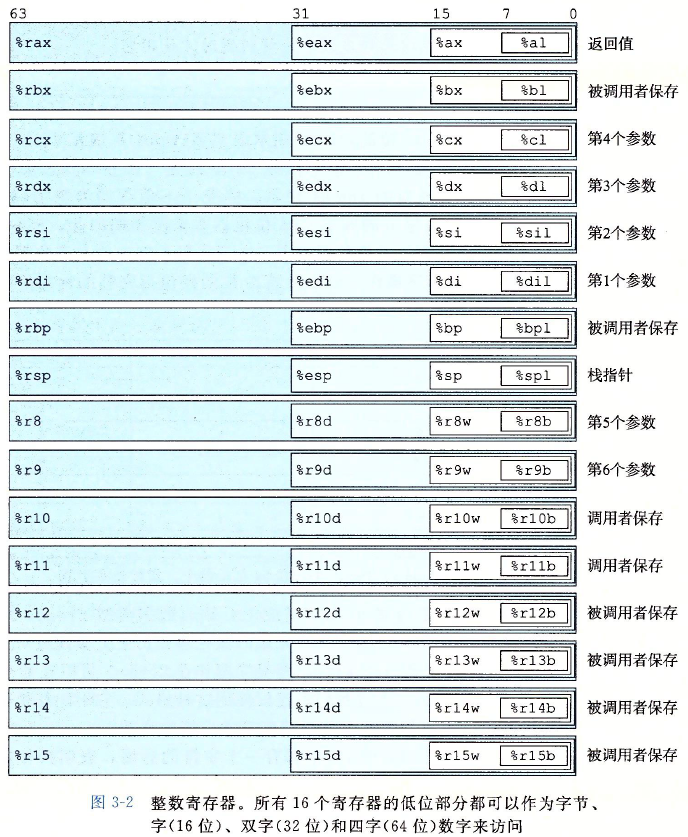 63 31 15 7 0
%rax %eax %ax %al 返回值
%rbx %ebx %bx %bl 被调用者保存
%rcx %ecx %cx %cl 第4个参数
%rdx %edx %dx %dl 第3个参数
%rsi %esi %si %sil 第2个参数
%rdi %edi %di %dil 第1个参数
%rbp %ebp %bp %bpl 被调用者保存
%rsp %esp %sp %spl 栈指针
%r8 %r8d %r8w %r8b 第5个参数
%r9 %r9d %r9w %r9b 第6个参数
%r10 %r10d %r10w %r10b 调用者保存
%r11 %r11d %r11w %r11b 调用者保存
%r12 %r12d %r12w %r12b 被调用者保存
%r13 %r13d %r13w %r13b 被调用者保存
%r14 %r14d %r14w %r14b 被调用者保存
%r15 %r15d %r15w %r15b 被调用者保存
图 3-2 整数寄存器。所有 16 个寄存器的低位部分都可以作为字节、
字(16 位)、双字(32 位)和四字(64 位)数字来访问